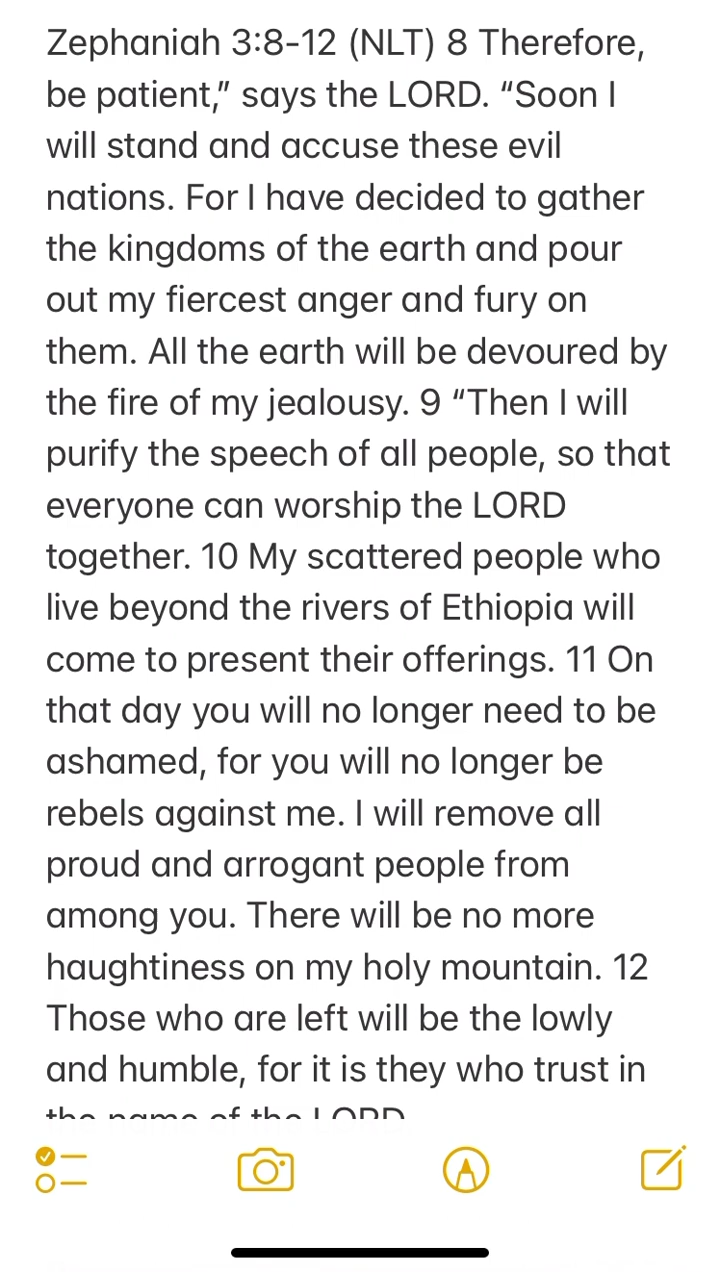 Zephaniah 3:8-12 (NLT) 8 Therefore,
be patient,” says the LORD. “Soon I
will stand and accuse these evil
nations. For I have decided to gather
the kingdoms of the earth and pour
out my fiercest anger and fury on
them. All the earth will be devoured by
the fire of my jealousy. 9 “Then I will
purify the speech of all people, so that
everyone can worship the LORD
together. 10 My scattered people who
live beyond the rivers of Ethiopia will
come to present their offerings. 11 On
that day you will no longer need to be
ashamed, for you will no longer be
rebels against me. I will remove all
proud and arrogant people from
among you. There will be no more
haughtiness on my holy mountain. 12
Those who are left will be the lowly
and humble, for it is they who trust in
the name of the LORD